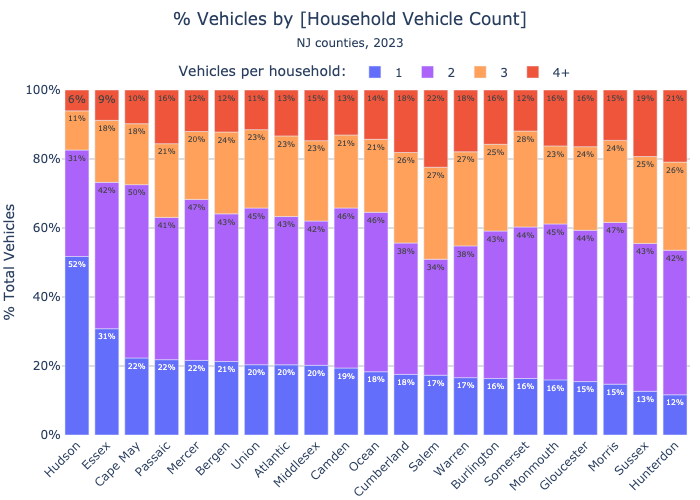 % Vehicles by [Household Vehicle Count]
NJ counties, 2023
Vehicles per household: 1 2 3 4+
% Total Vehicles
100%
80%
60%
40%
20%
0%
6% 9% 10% 16% 12% 12% 11% 13% 15% 13% 14% 18% 22% 18% 16% 12% 16% 16% 15% 19% 21%
11% 18% 18% 21% 20% 24% 23% 23% 23% 21% 21% 26% 27% 27% 25% 28% 23% 24% 24% 25% 26%
31% 42% 50% 41% 47% 43% 45% 43% 42% 46% 46% 38% 34% 38% 43% 44% 45% 44% 47% 43% 42%
52% 31% 22% 22% 22% 21% 20% 20% 20% 19% 18% 18% 17% 17% 16% 16% 16% 15% 15% 13% 12%
Hudson
Essex
Cape May
Passaic
Mercer
Bergen
Union
Atlantic
Middlesex
Camden
Ocean
Cumberland
Salem
Warren
Burlington
Somerset
Monmouth
Gloucester
Morris
Sussex
Hunterdon